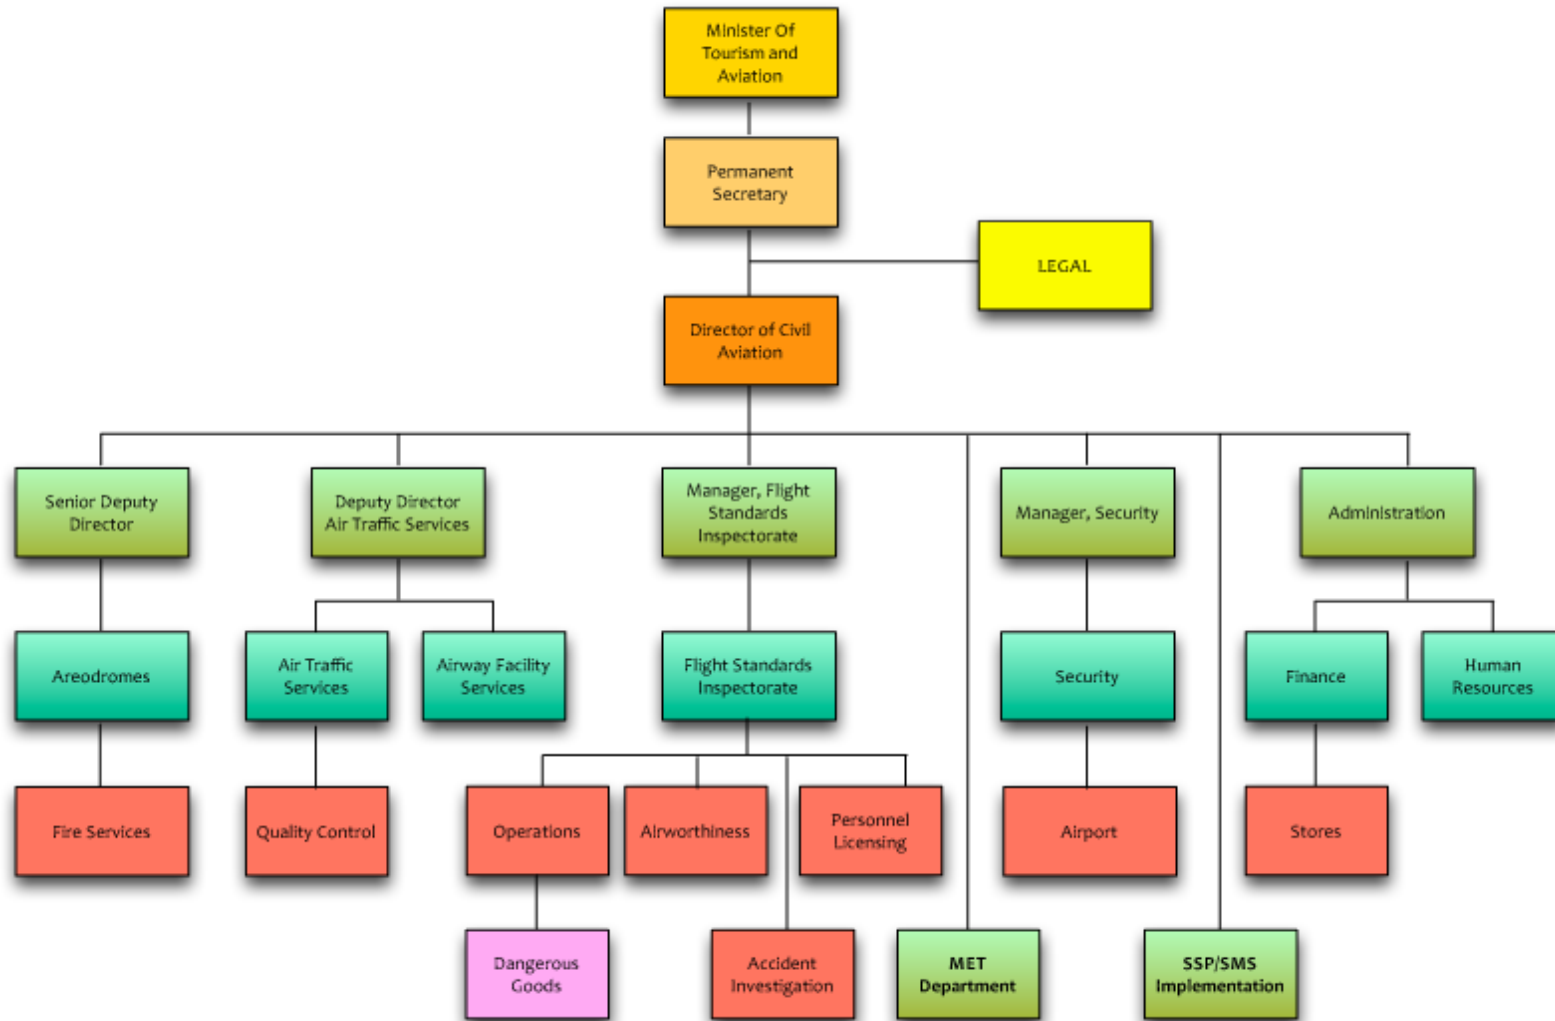 Minister Of
Tourism and
Aviation
Permanent
Secretary
LEGAL
Director of Civil
Aviation
Senior Deputy
Director
Deputy Director
Air Traffic Services
Manager, Flight
Standards
Inspectorate
Manager, Security
Administration
Areodromes
Air Traffic
Services
Airway Facility
Services
Flight Standards
Inspectorate
Security
Finance
Human
Resources
Fire Services
Quality Control
Operations
Airworthiness
Personnel
Licensing
Airport
Stores
Dangerous
Goods
Accident
Investigation
MET
Department
SSP/SMS
Implementation